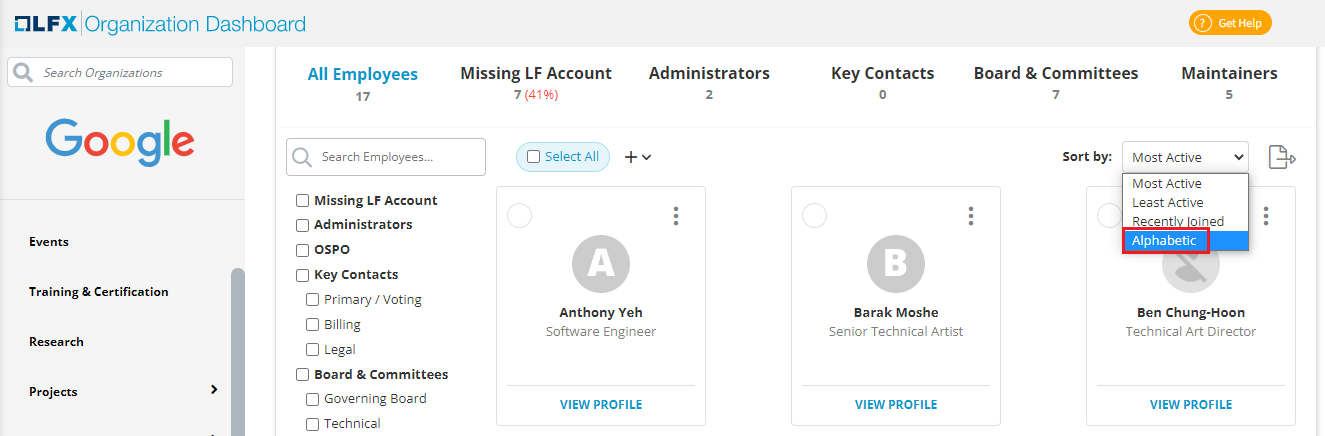 LFX Organization Dashboard
? Get Help
Search Organizations
Google
Events
Training & Certification
Research
Projects
All Employees
17
Missing LF Account
7 (41%)
Administrators
2
Key Contacts
0
Board & Committees
7
Maintainers
5
Search Employees...
Select All
+
Sort by:
Most Active
Most Active
Least Active
Recently Joined
Alphabetic
Missing LF Account
Administrators
OSPO
Key Contacts
Primary / Voting
Billing
Legal
Board & Committees
Governing Board
Technical
A
Anthony Yeh
Software Engineer
VIEW PROFILE
B
Barak Moshe
Senior Technical Artist
VIEW PROFILE
Ben Chung-Hoon
Technical Art Director
VIEW PROFILE